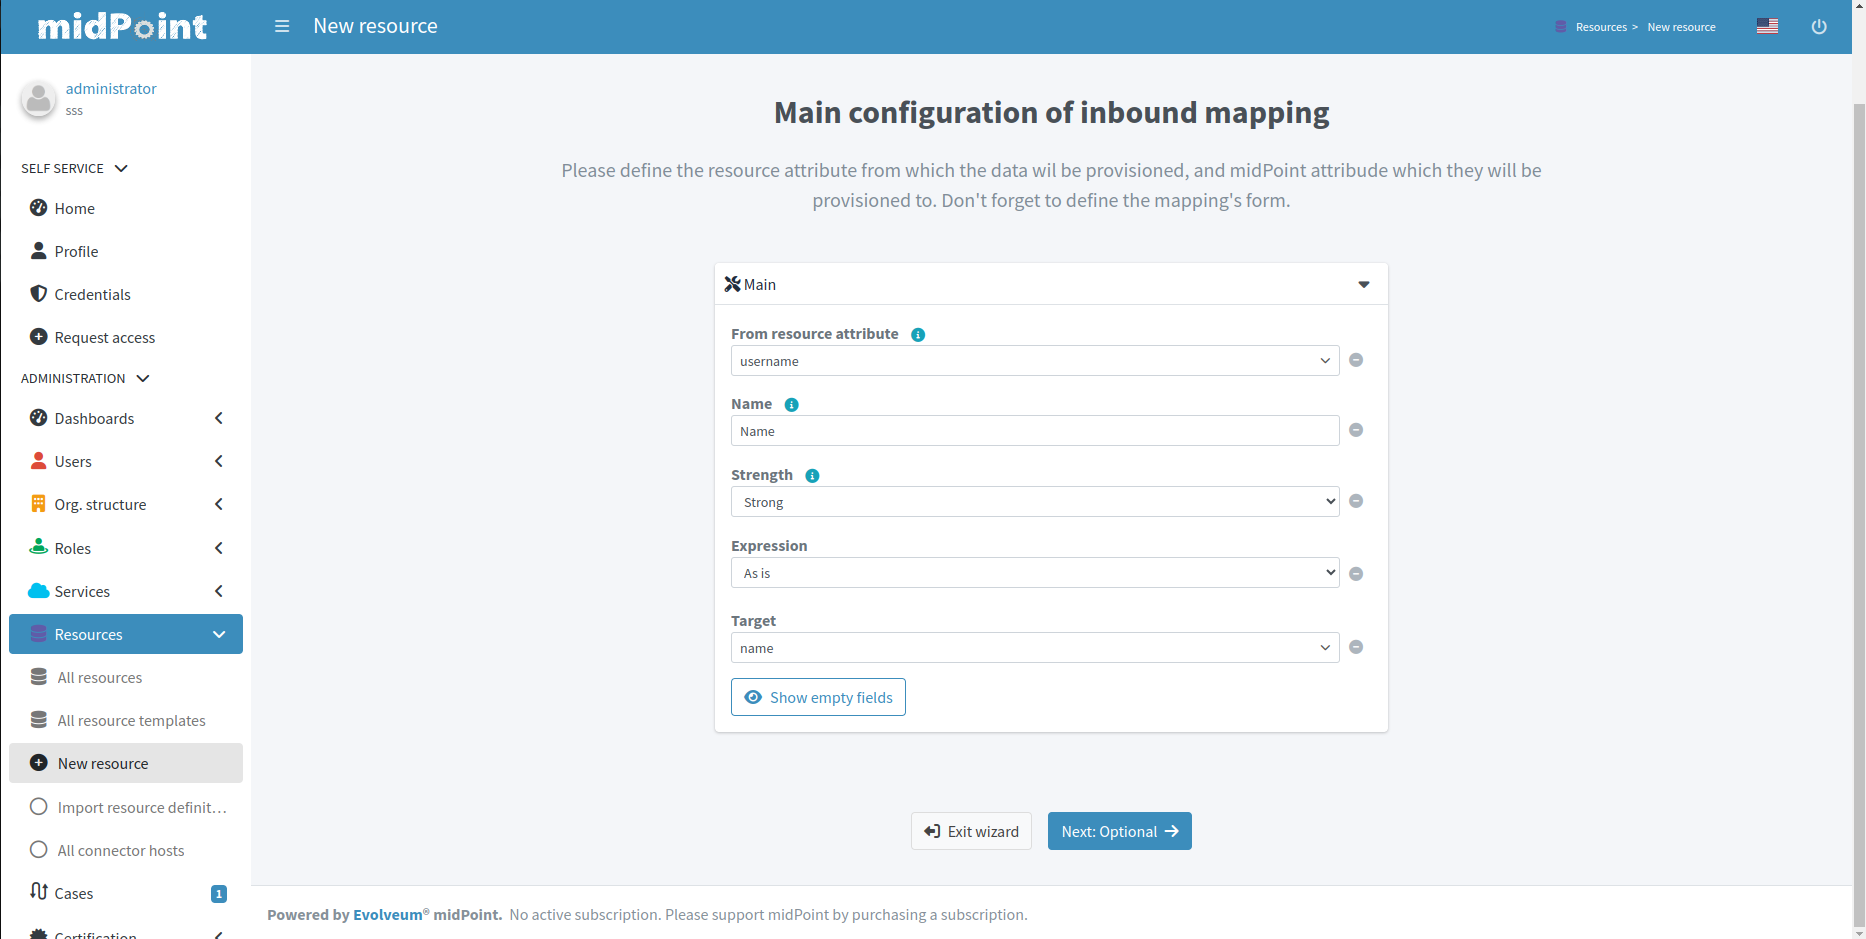 midPoint
New resource
Resources > New resource
administrator
sss
SELF SERVICE
Home
Profile
Credentials
Request access
ADMINISTRATION
Dashboards
Users
Org. structure
Roles
Services
Resources
All resources
All resource templates
New resource
Import resource definit...
All connector hosts
Cases 1
Certification
Main configuration of inbound mapping
Please define the resource attribute from which the data wil be provisioned, and midPoint attribude which they will be
provisioned to. Don't forget to define the mapping's form.
Main
From resource attribute
username
Name
Name
Strength
Strong
Expression
As is
Target
name
Show empty fields
Exit wizard
Next: Optional
Powered by Evolveum® midPoint. No active subscription. Please support midPoint by purchasing a subscription.